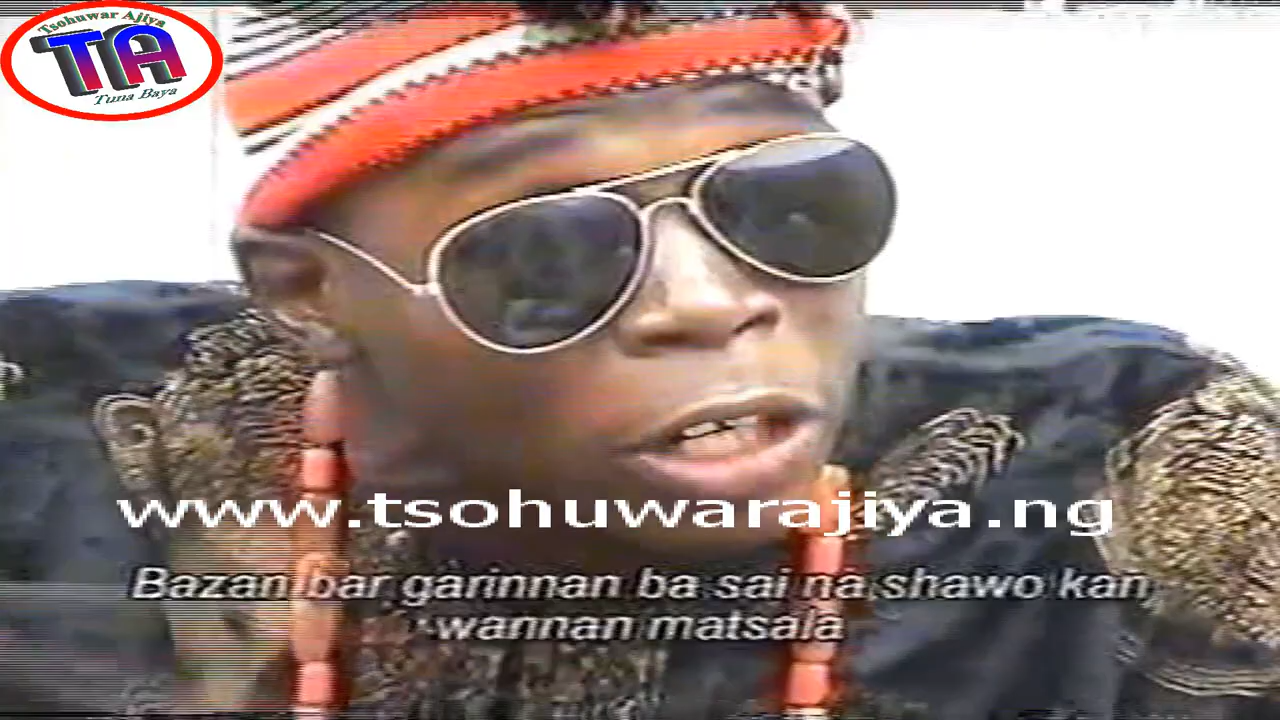 Tsohuwar Ajiya
TA
Tuna Baya
www.tsohuwarajiya.ng
Bazan bar garinnan ba sai na shawo kan
wannan matsala